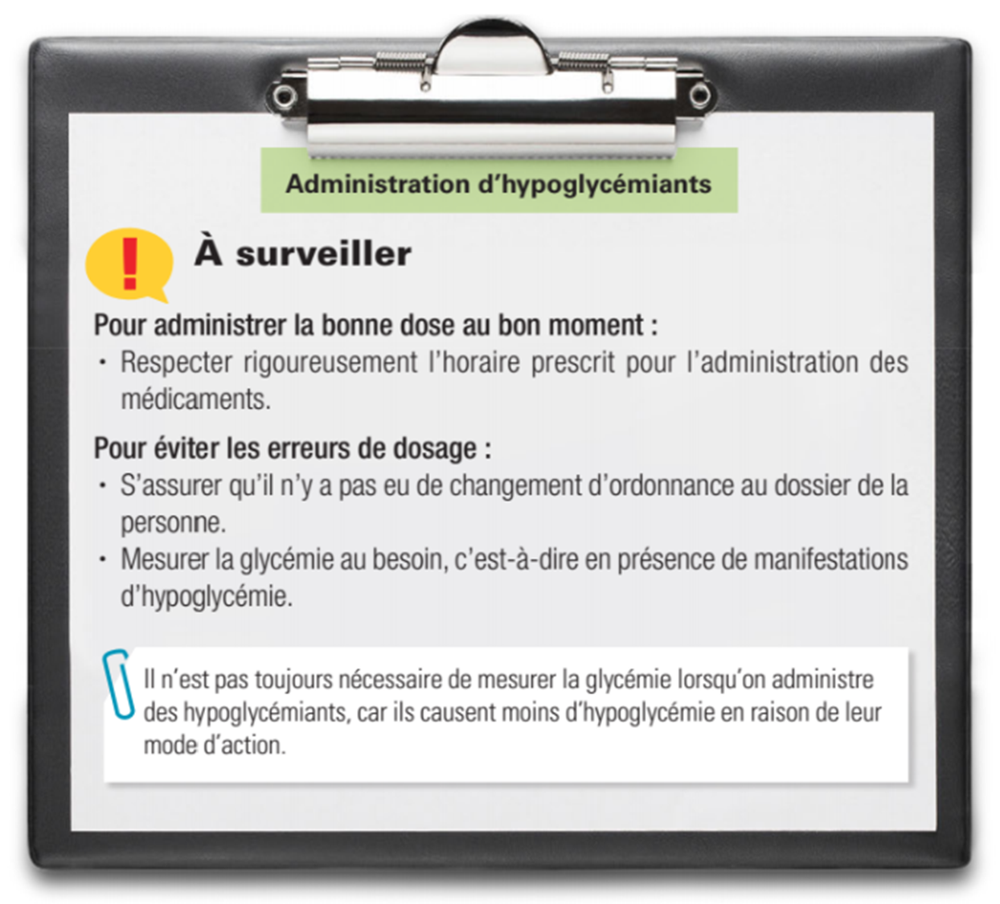 Administration d’hypoglycémiants
! À surveiller
Pour administrer la bonne dose au bon moment :
• Respecter rigoureusement l’horaire prescrit pour l’administration des
médicaments.
Pour éviter les erreurs de dosage :
• S’assurer qu’il n’y a pas eu de changement d’ordonnance au dossier de la
personne.
• Mesurer la glycémie au besoin, c’est-à-dire en présence de manifestations
d’hypoglycémie.
Il n’est pas toujours nécessaire de mesurer la glycémie lorsqu’on administre
des hypoglycémiants, car ils causent moins d’hypoglycémie en raison de leur
mode d’action.